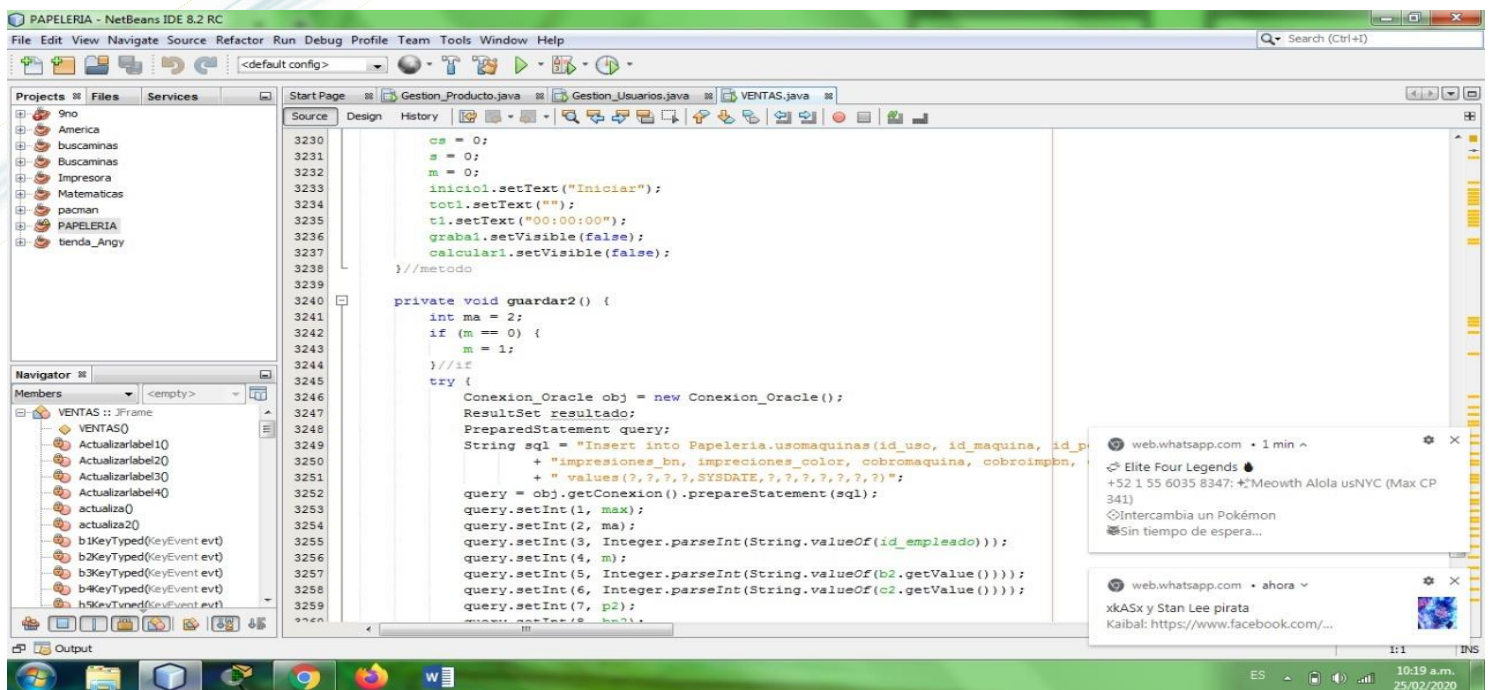 PAPELERIA - NetBeans IDE 8.2 RC
File Edit View Navigate Source Refactor Run Debug Profile Team Tools Window Help
Search (Ctrl+I)
<default config>
Projects Files Services
Start Page Gestion_Producto.java Gestion_Usuarios.java VENTAS.java
Source Design History
9no
America
buscaminas
Buscaminas
Impresora
Matematicas
pacman
PAPELERIA
tienda_Angy
Navigator
Members <empty>
VENTAS :: JFrame
VENTAS()
Actualizarlabel1()
Actualizarlabel2()
Actualizarlabel3()
Actualizarlabel4()
actualiza()
actualiza2()
b1KeyTyped(KeyEvent evt)
b2KeyTyped(KeyEvent evt)
b3KeyTyped(KeyEvent evt)
b4KeyTyped(KeyEvent evt)
b5KeyTyped(KeyEvent evt)
3230 cs = 0;
3231 s = 0;
3232 m = 0;
3233 inicio1.setText("Iniciar");
3234 tot1.setText("");
3235 t1.setText("00:00:00");
3236 graba1.setVisible(false);
3237 calcular1.setVisible(false);
3238 }//metodo
3239
3240 private void guardar2() {
3241 int ma = 2;
3242 if (m == 0) {
3243 m = 1;
3244 }//if
3245 try {
3246 Conexion_Oracle obj = new Conexion_Oracle();
3247 ResultSet resultado;
3248 PreparedStatement query;
3249 String sql = "Insert into Papeleria.usomaquinas(id_uso, id_maquina,
3250 + "impresiones_bn, impreciones_color, cobromaquina, cobroimpbn,
3251 + " values(?,?,?,?,SYSDATE,?,?,?,?,?,?,?)";
3252 query = obj.getConexion().prepareStatement(sql);
3253 query.setInt(1, max);
3254 query.setInt(2, ma);
3255 query.setInt(3, Integer.parseInt(String.valueOf(id_empleado)));
3256 query.setInt(4, m);
3257 query.setInt(5, Integer.parseInt(String.valueOf(b2.getValue())));
3258 query.setInt(6, Integer.parseInt(String.valueOf(c2.getValue())));
3259 query.setInt(7, p2);
web.whatsapp.com • 1 min
Elite Four Legends
+52 1 55 6035 8347: Meowth Alola usNYC (Max CP
341)
Intercambia un Pokémon
Sin tiempo de espera...
web.whatsapp.com • ahora
xkASx y Stan Lee pirata
Kaibal: https://www.facebook.com/...
Output
1:1 INS
ES
10:19 a.m.
25/02/2020